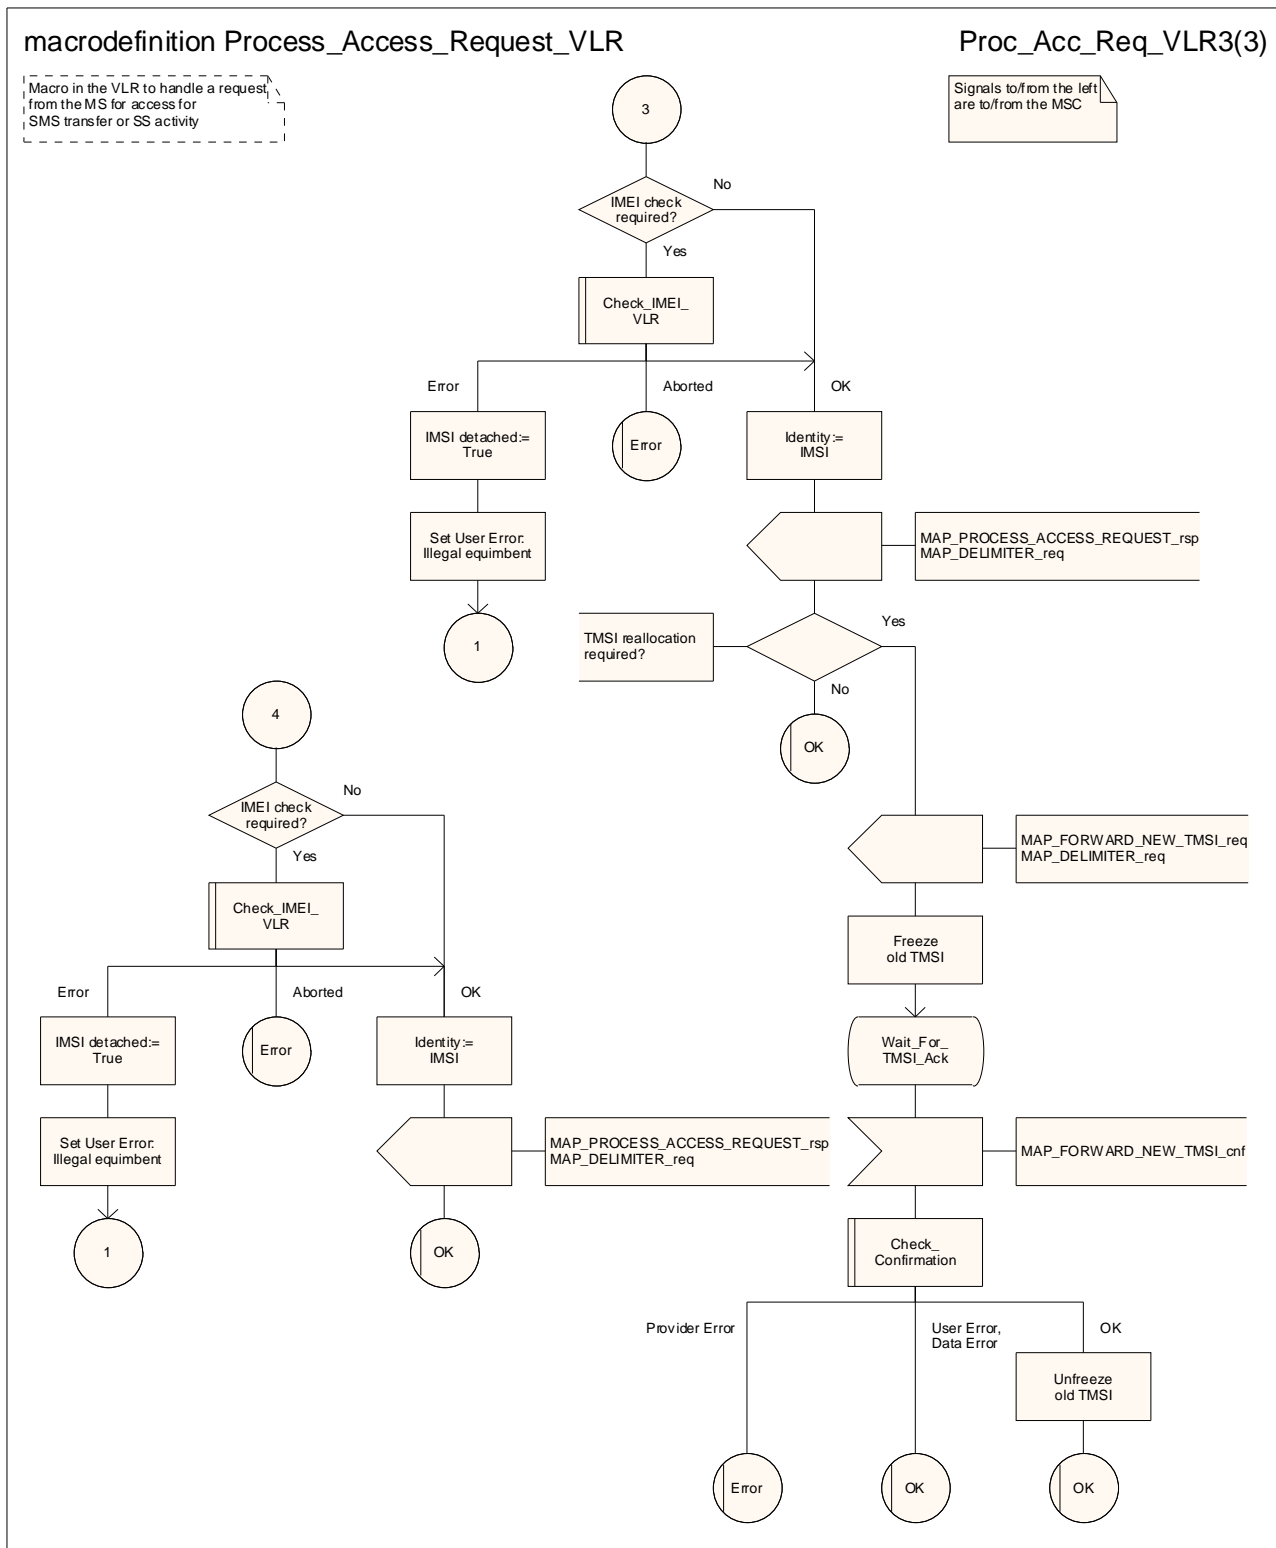 macrodefinition Process_Access_Request_VLR
Proc_Acc_Req_VLR3(3)
Macro in the VLR to handle a request
from the MS for access for
SMS transfer or SS activity
Signals to/from the left
are to/from the MSC
3
IMEI check
required?
No
Yes
Check_IMEI_
VLR
Error
Aborted
OK
IMSI detached:=
True
Error
Identity:=
IMSI
Set User Error:
Illegal equimbent
MAP_PROCESS_ACCESS_REQUEST_rsp
MAP_DELIMITER_req
1
TMSI reallocation
required?
Yes
No
OK
4
IMEI check
required?
No
Yes
Check_IMEI_
VLR
Error
Aborted
OK
IMSI detached:=
True
Error
Identity:=
IMSI
Set User Error:
Illegal equimbent
MAP_PROCESS_ACCESS_REQUEST_rsp
MAP_DELIMITER_req
1
OK
MAP_FORWARD_NEW_TMSI_req
MAP_DELIMITER_req
Freeze
old TMSI
Wait_For_
TMSI_Ack
MAP_FORWARD_NEW_TMSI_cnf
Check_
Confirmation
Provider Error
User Error,
Data Error
OK
Unfreeze
old TMSI
Error
OK
OK